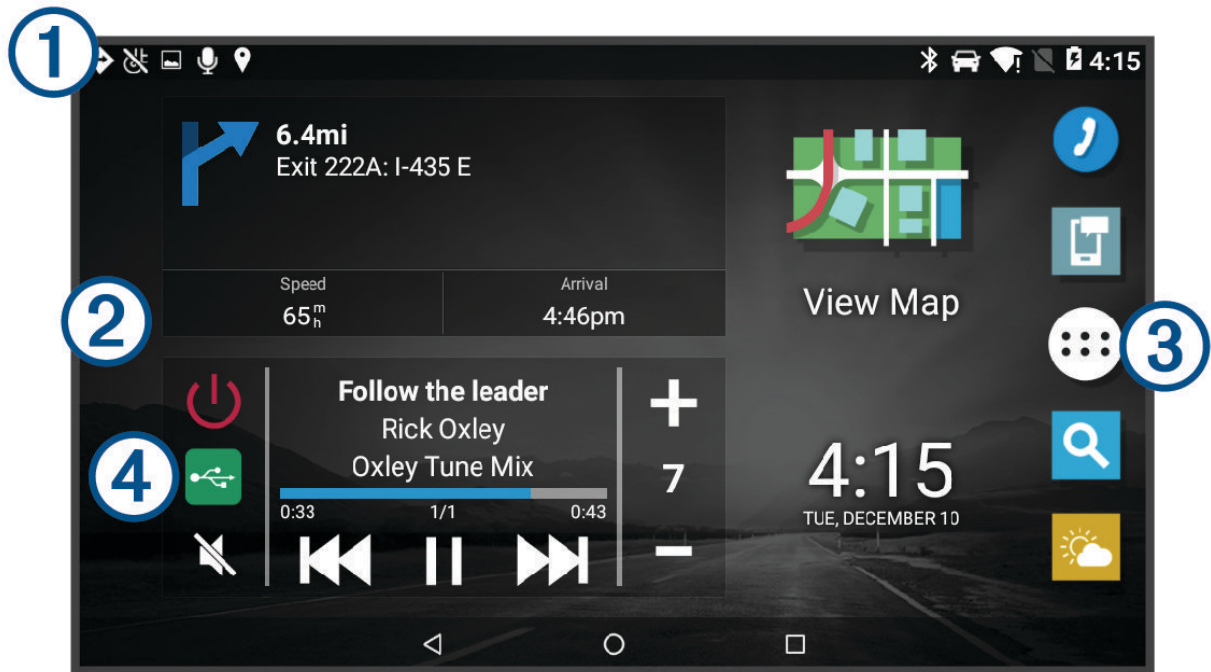 1
4:15
6.4mi
Exit 222A: I-435 E
Speed
65 m h
Arrival
4:46pm
View Map
2
3
Follow the leader
Rick Oxley
Oxley Tune Mix
0:33
1/1
0:43
+
7
−
4
4:15
TUE, DECEMBER 10